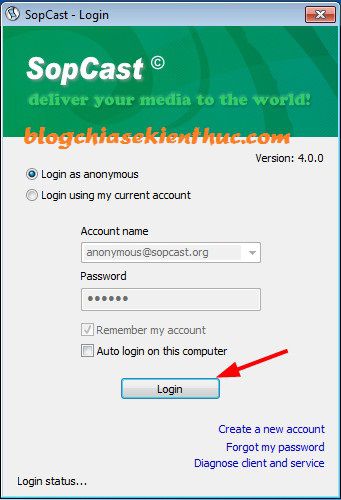 SopCast - Login
SopCast ©
deliver your media to the world!
blogchiasekienthuc.com
Version: 4.0.0
Login as anonymous
Login using my current account
Account name
anonymous@sopcast.org
Password
••••••
Remember my account
Auto login on this computer
Login
Create a new account
Forgot my password
Diagnose client and service
Login status...